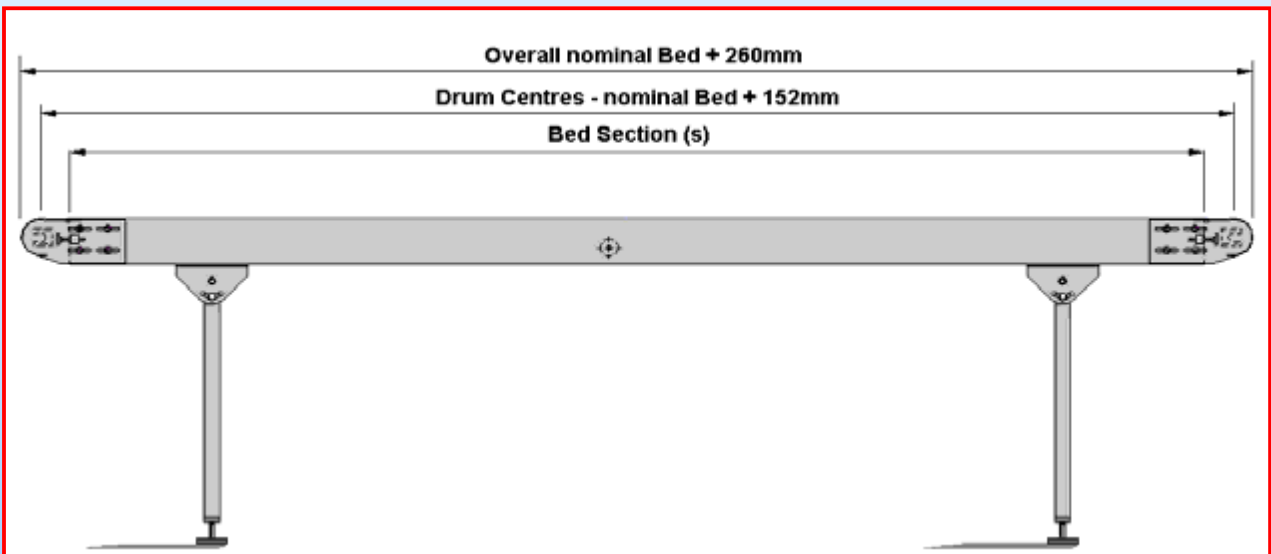 Overall nominal Bed + 260mm
Drum Centres - nominal Bed + 152mm
Bed Section (s)